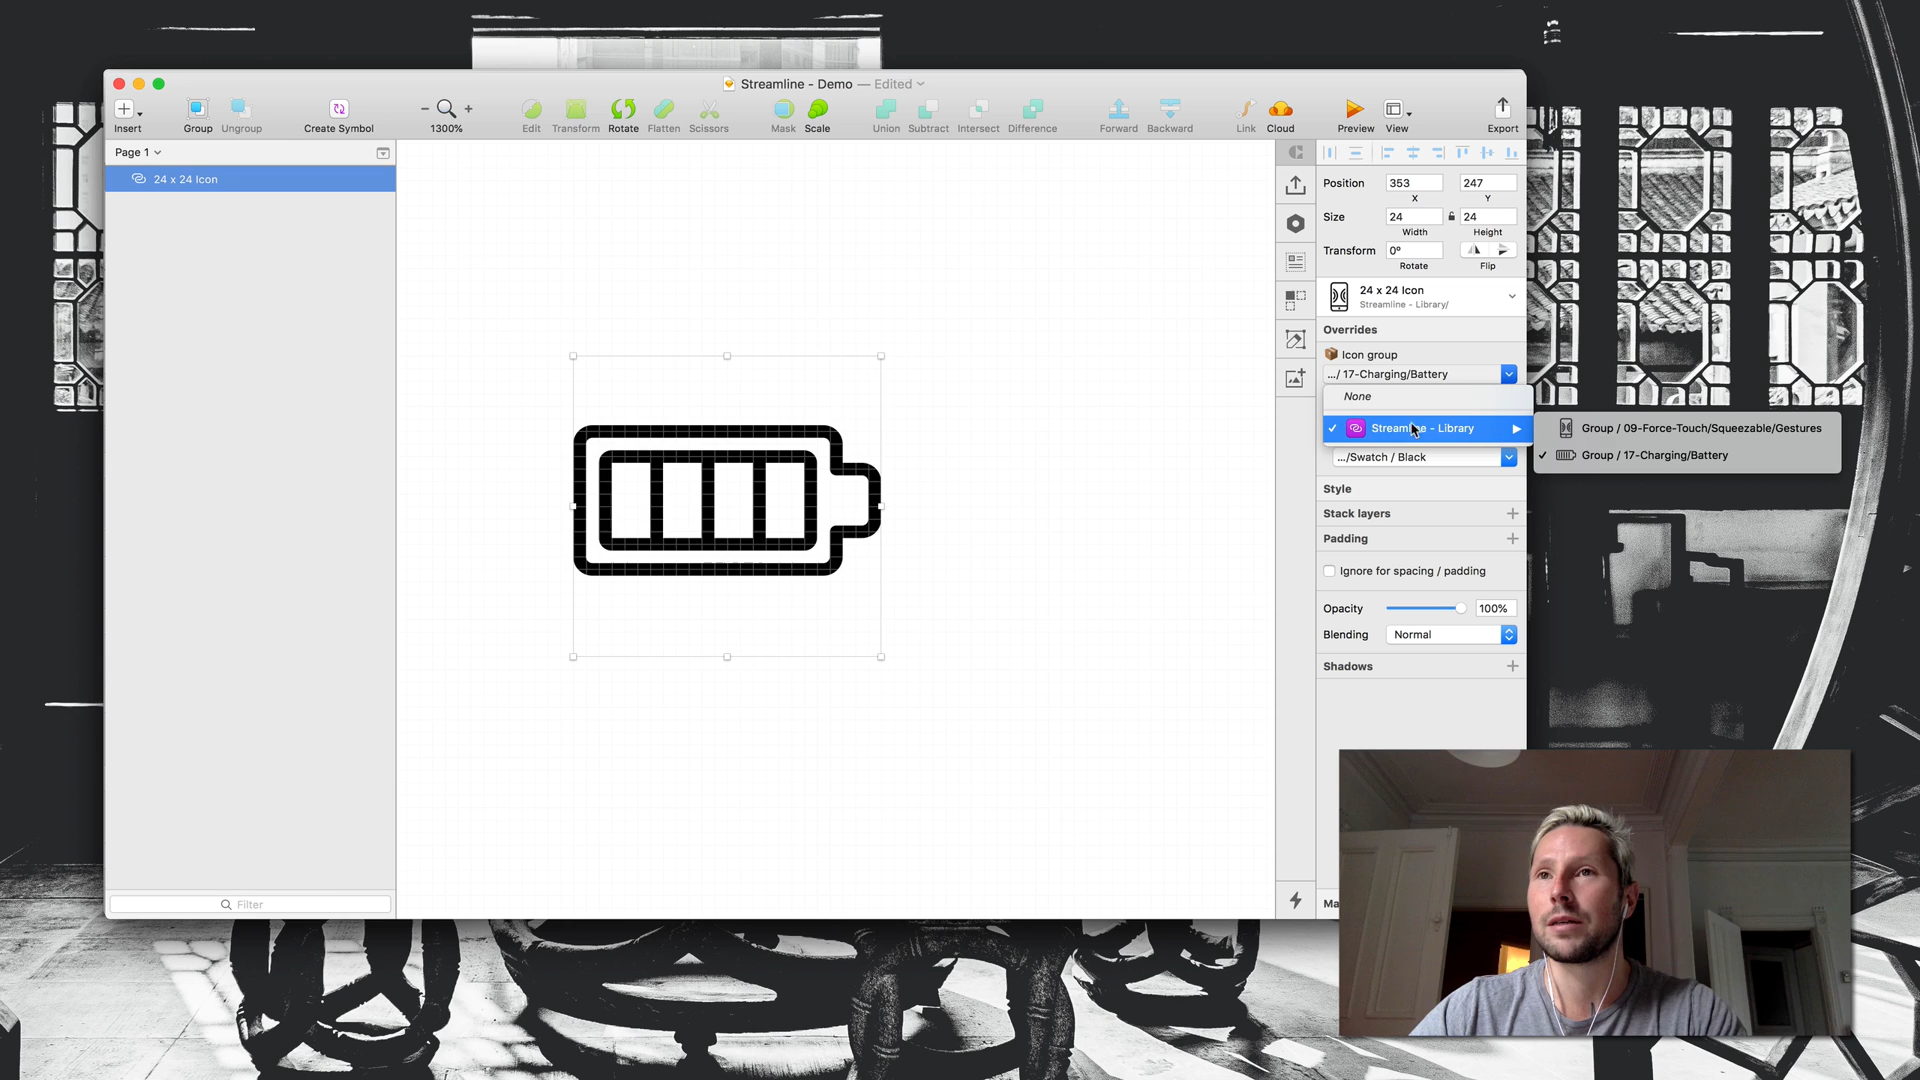 Streamline - Demo — Edited
Insert
Group
Ungroup
Create Symbol
1300%
Edit
Transform
Rotate
Flatten
Scissors
Mask
Scale
Union
Subtract
Intersect
Difference
Forward
Backward
Link
Cloud
Preview
View
Export
Page 1
24 x 24 Icon
Filter
Position
353
247
X
Y
Size
24
24
Width
Height
Transform
0°
Rotate
Flip
24 x 24 Icon
Streamline - Library/
Overrides
Icon group
.../ 17-Charging/Battery
None
- Library
Group / 09-Force-Touch/Squeezable/Gestures
Group / 17-Charging/Battery
.../Swatch / Black
Style
Stack layers
Padding
Ignore for spacing / padding
Opacity
100%
Blending
Normal
Shadows